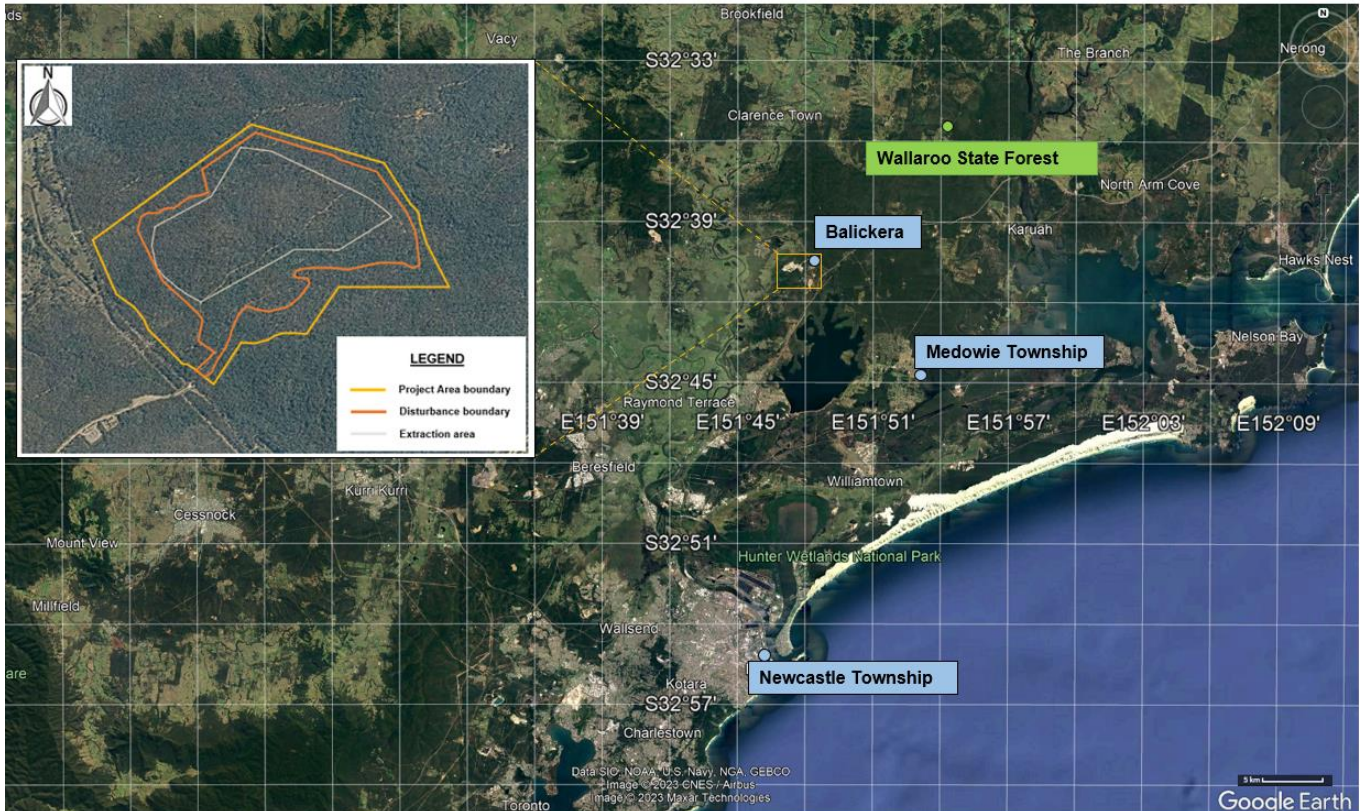 ds
Brookfield
N
Vacy
S32°33'
The Branch
Nerong
N
Clarence Town
Wallaroo State Forest
North Arm Cove
S32°39'
Balickera
Karuah
Hawks Nest
LEGEND
Project Area boundary
Disturbance boundary
Extraction area
Medowie Township
Nelson Bay
S32°45'
Raymond Terrace
E151°39' E151°45' E151°51' E151°57' E152°03' E152°09'
Beresfield
Williamtown
Kurri Kurri
Cessnock
Mount View
S32°51'
Hunter Wetlands National Park
Millfield
Wallsend
are
Kotara
Newcastle Township
S32°57'
Charlestown
Data SIO, NOAA, U.S. Navy, NGA, GEBCO
Image © 2023 CNES / Airbus
Image © 2023 Maxar Technologies
5 km
Toronto
Google Earth